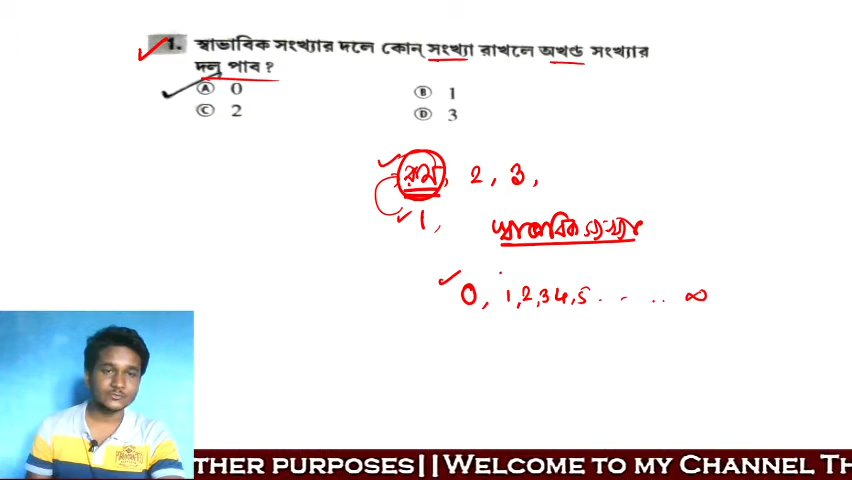 1. স্বাভাবিক সংখ্যার দলে কোন্ সংখ্যা রাখলে অখণ্ড সংখ্যার
দল পাব ?
Ⓐ 0 Ⓑ 1
Ⓒ 2 Ⓓ 3
রাম, 2, 3,
1,
স্বাভাবিক সংখ্যা
0, 1,2,3 4,5 . . . . . ∞
THER PURPOSES||WELCOME TO MY CHANNEL TH